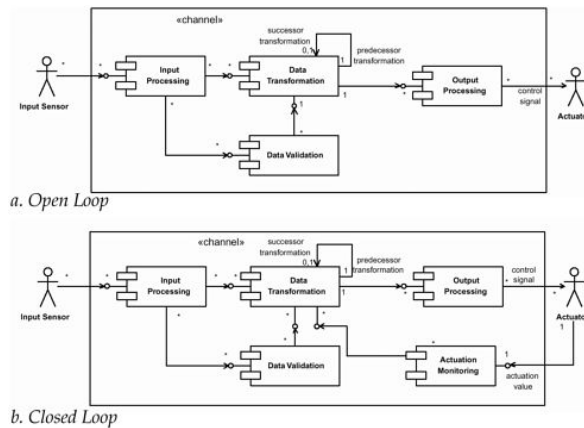 «channel»
successor
transformation
0,1
1
predecessor
transformation
Input
Processing
Data
Transformation
Output
Processing
* * * * * 1 1 * * *
control
signal
Input Sensor
Actuato
* 1
* *
Data Validation
a. Open Loop
«channel»
successor
transformation
0,1
1
predecessor
transformation
control
signal
Input
Processing
Data
Transformation
Output
Processing
* * * * 1 * * *
Input Sensor
Actuato
* * * * 1 1
Data Validation
Actuation
Monitoring
actuation
value
b. Closed Loop